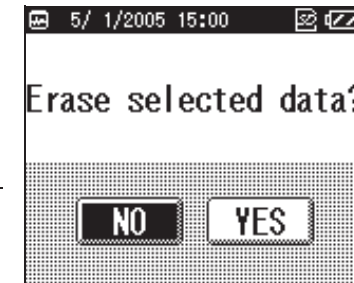 5/ 1/2005 15:00
Erase selected data?
NO YES